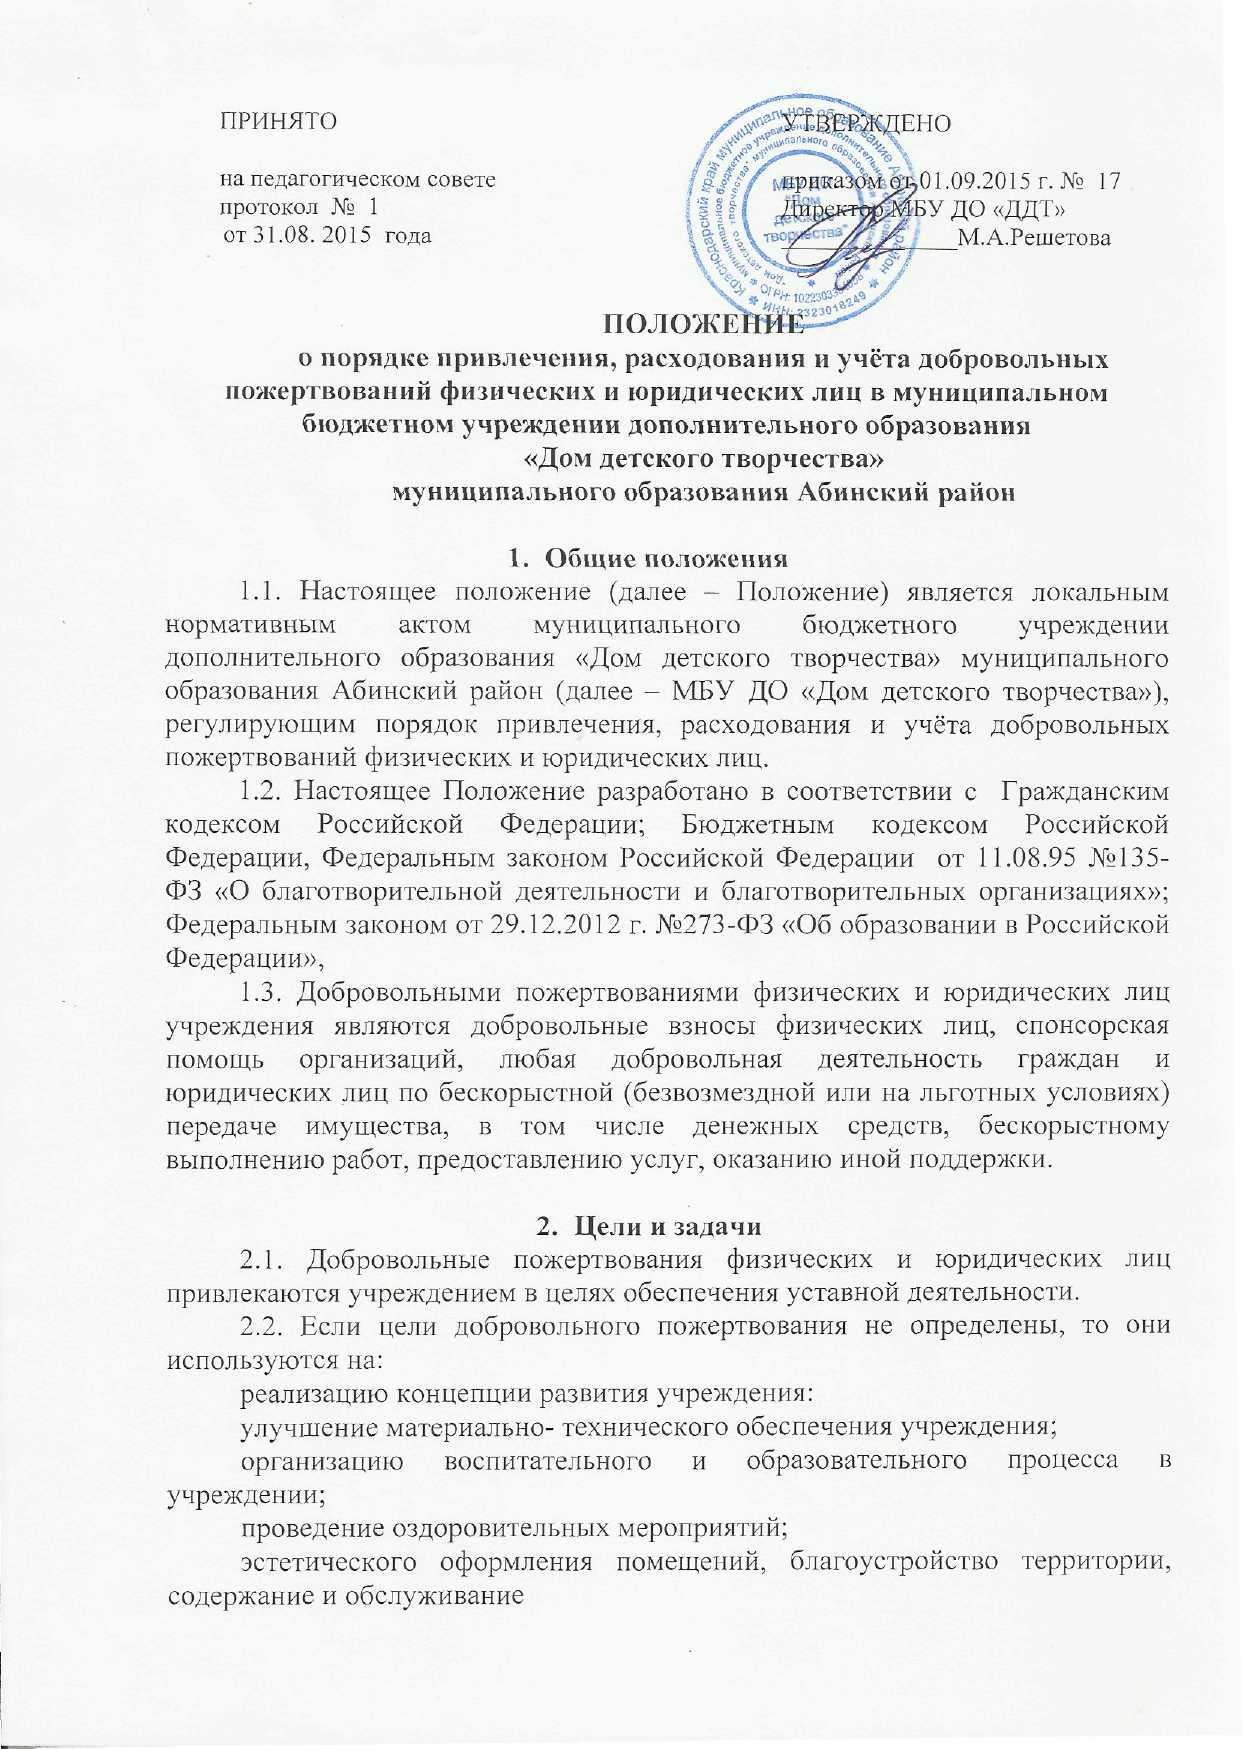 ПРИНЯТО
на педагогическом совете
протокол № 1
от 31.08. 2015 года
УТВЕРЖДЕНО
приказом от 01.09.2015 г. № 17
Директор МБУ ДО «ДДТ»
_______________М.А.Решетова
ПОЛОЖЕНИЕ
о порядке привлечения, расходования и учёта добровольных
пожертвований физических и юридических лиц в муниципальном
бюджетном учреждении дополнительного образования
«Дом детского творчества»
муниципального образования Абинский район
1. Общие положения
1.1. Настоящее положение (далее – Положение) является локальным
нормативным актом муниципального бюджетного учреждении
дополнительного образования «Дом детского творчества» муниципального
образования Абинский район (далее – МБУ ДО «Дом детского творчества»),
регулирующим порядок привлечения, расходования и учёта добровольных
пожертвований физических и юридических лиц.
1.2. Настоящее Положение разработано в соответствии с Гражданским
кодексом Российской Федерации; Бюджетным кодексом Российской
Федерации, Федеральным законом Российской Федерации от 11.08.95 №135-
ФЗ «О благотворительной деятельности и благотворительных организациях»;
Федеральным законом от 29.12.2012 г. №273-ФЗ «Об образовании в Российской
Федерации»,
1.3. Добровольными пожертвованиями физических и юридических лиц
учреждения являются добровольные взносы физических лиц, спонсорская
помощь организаций, любая добровольная деятельность граждан и
юридических лиц по бескорыстной (безвозмездной или на льготных условиях)
передаче имущества, в том числе денежных средств, бескорыстному
выполнению работ, предоставлению услуг, оказанию иной поддержки.
2. Цели и задачи
2.1. Добровольные пожертвования физических и юридических лиц
привлекаются учреждением в целях обеспечения уставной деятельности.
2.2. Если цели добровольного пожертвования не определены, то они
используются на:
реализацию концепции развития учреждения:
улучшение материально- технического обеспечения учреждения;
организацию воспитательного и образовательного процесса в
учреждении;
проведение оздоровительных мероприятий;
эстетического оформления помещений, благоустройство территории,
содержание и обслуживание